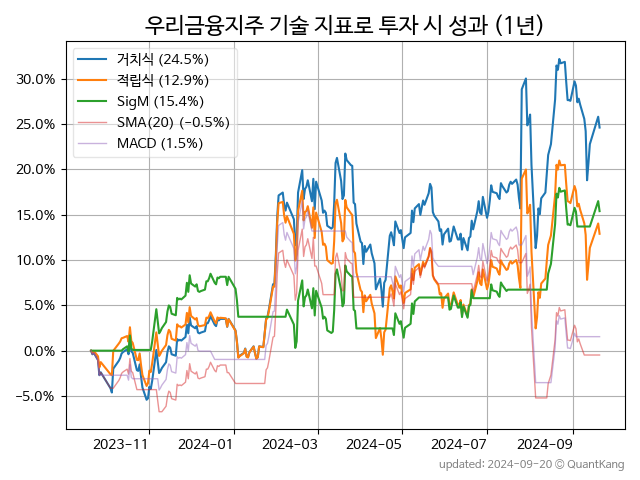 우리금융지주 기술 지표로 투자 시 성과 (1년)
거치식 (24.5%)
적립식 (12.9%)
SigM (15.4%)
SMA(20) (−0.5%)
MACD (1.5%)
30.0%
25.0%
20.0%
15.0%
10.0%
5.0%
0.0%
−5.0%
2023-11 2024-01 2024-03 2024-05 2024-07 2024-09
updated: 2024-09-20 © QuantKang